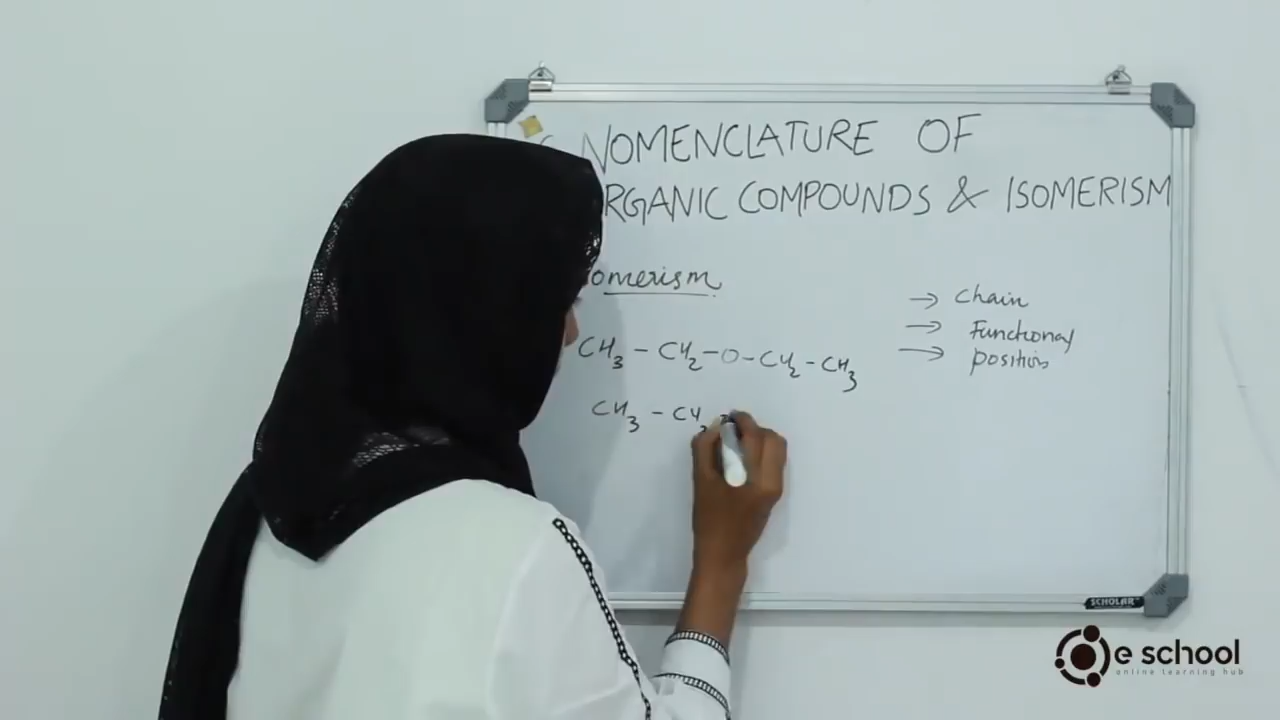 NOMENCLATURE OF
RGANIC COMPOUNDS & ISOMERISM
omerism
CH3 - CH2 - O - CH2 - CH3
CH3 - CH2
→ Chain
→ Functional
→ position
SCHOLAR
e school
online learning hub